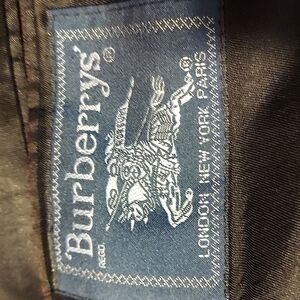 Burberrys'®
REGD.
®
LONDON NEW YORK PARIS